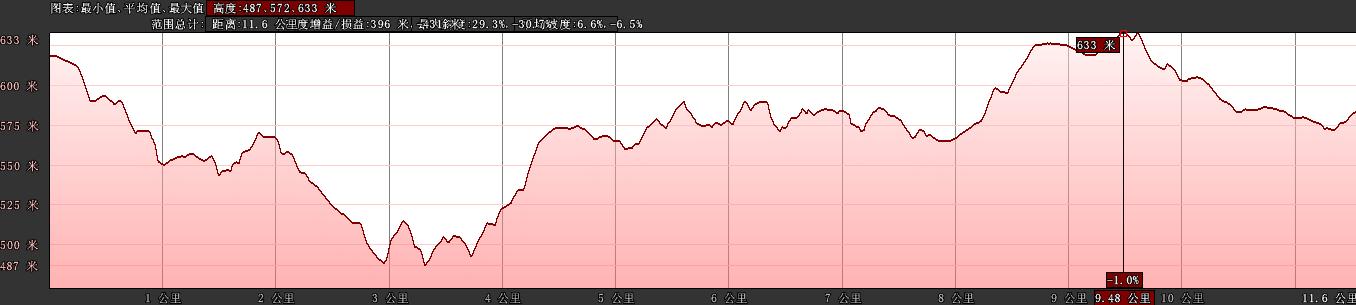 图表:最小值、平均值、最大值 高度:487,572,633 米
范围总计: 距离:11.6 公里 度增益/损益:396 米, 29.3%, -30. 坡度:6.6%,-6.5%
633 米
633 米
600 米
575 米
550 米
525 米
500 米
487 米
-1.0%
1 公里 2 公里 3 公里 4 公里 5 公里 6 公里 7 公里 8 公里 9 公里 9.48 公里 10 公里 11.6 公